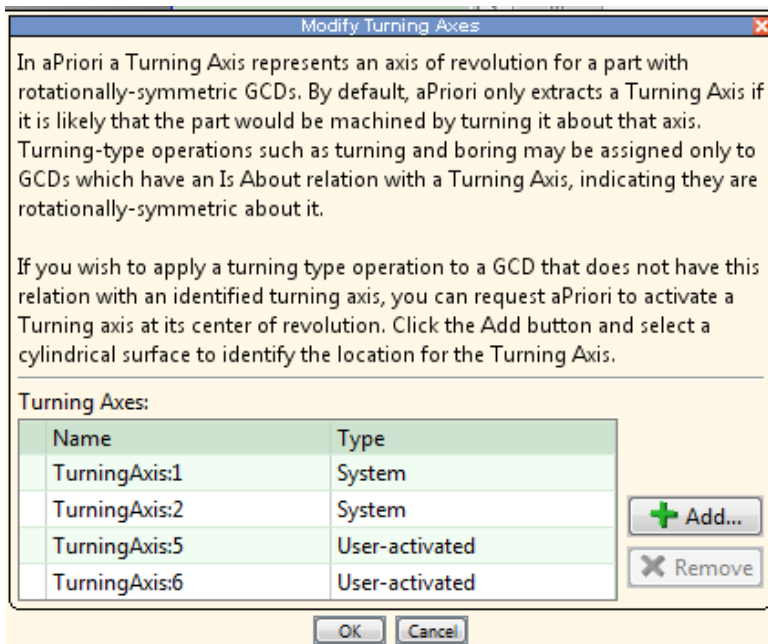 Modify Turning Axes
In aPriori a Turning Axis represents an axis of revolution for a part with
rotationally-symmetric GCDs. By default, aPriori only extracts a Turning Axis if
it is likely that the part would be machined by turning it about that axis.
Turning-type operations such as turning and boring may be assigned only to
GCDs which have an Is About relation with a Turning Axis, indicating they are
rotationally-symmetric about it.
If you wish to apply a turning type operation to a GCD that does not have this
relation with an identified turning axis, you can request aPriori to activate a
Turning axis at its center of revolution. Click the Add button and select a
cylindrical surface to identify the location for the Turning Axis.
Turning Axes:
Name Type
TurningAxis:1 System
TurningAxis:2 System
TurningAxis:5 User-activated
TurningAxis:6 User-activated
Add...
Remove
OK Cancel